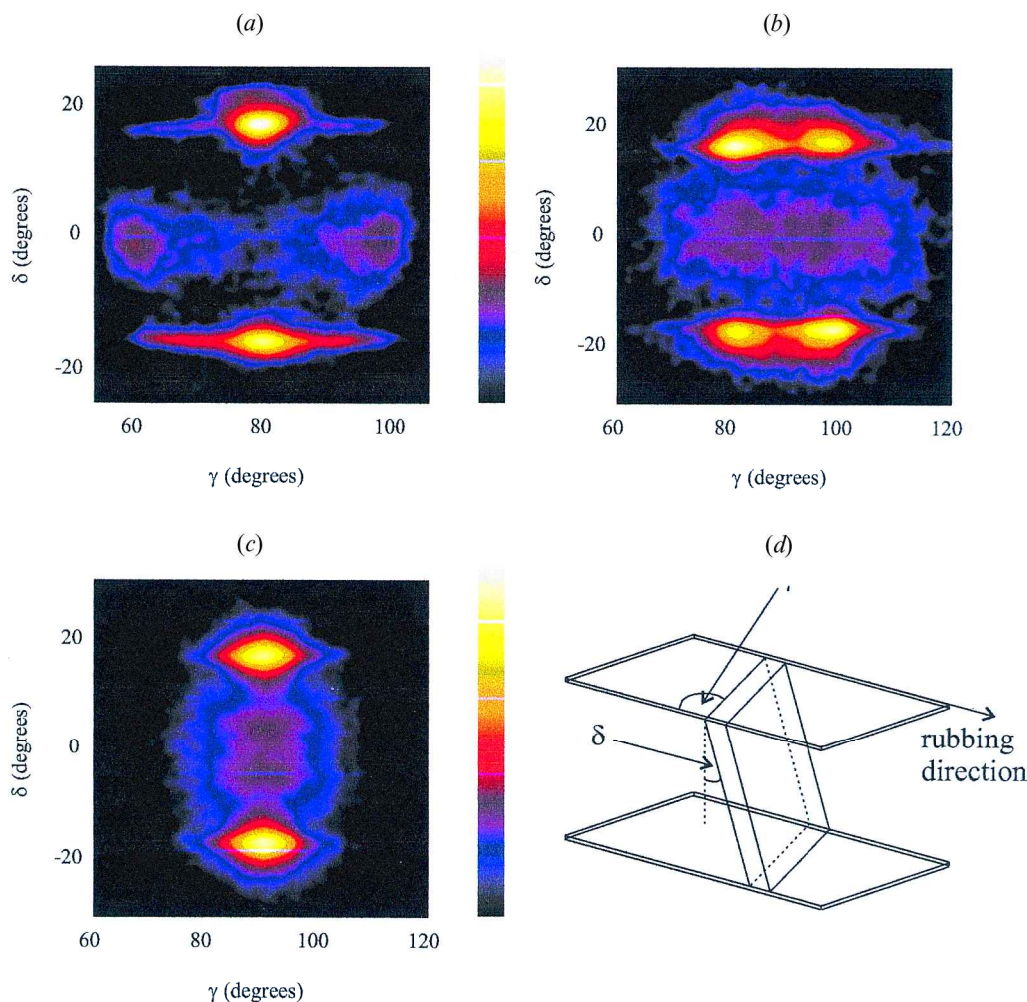 (a)
20
0
-20
δ (degrees)
60 80 100
γ (degrees)
(b)
20
0
-20
δ (degrees)
60 80 100 120
γ (degrees)
(c)
20
0
-20
δ (degrees)
60 80 100 120
γ (degrees)
(d)
δ
rubbing
direction